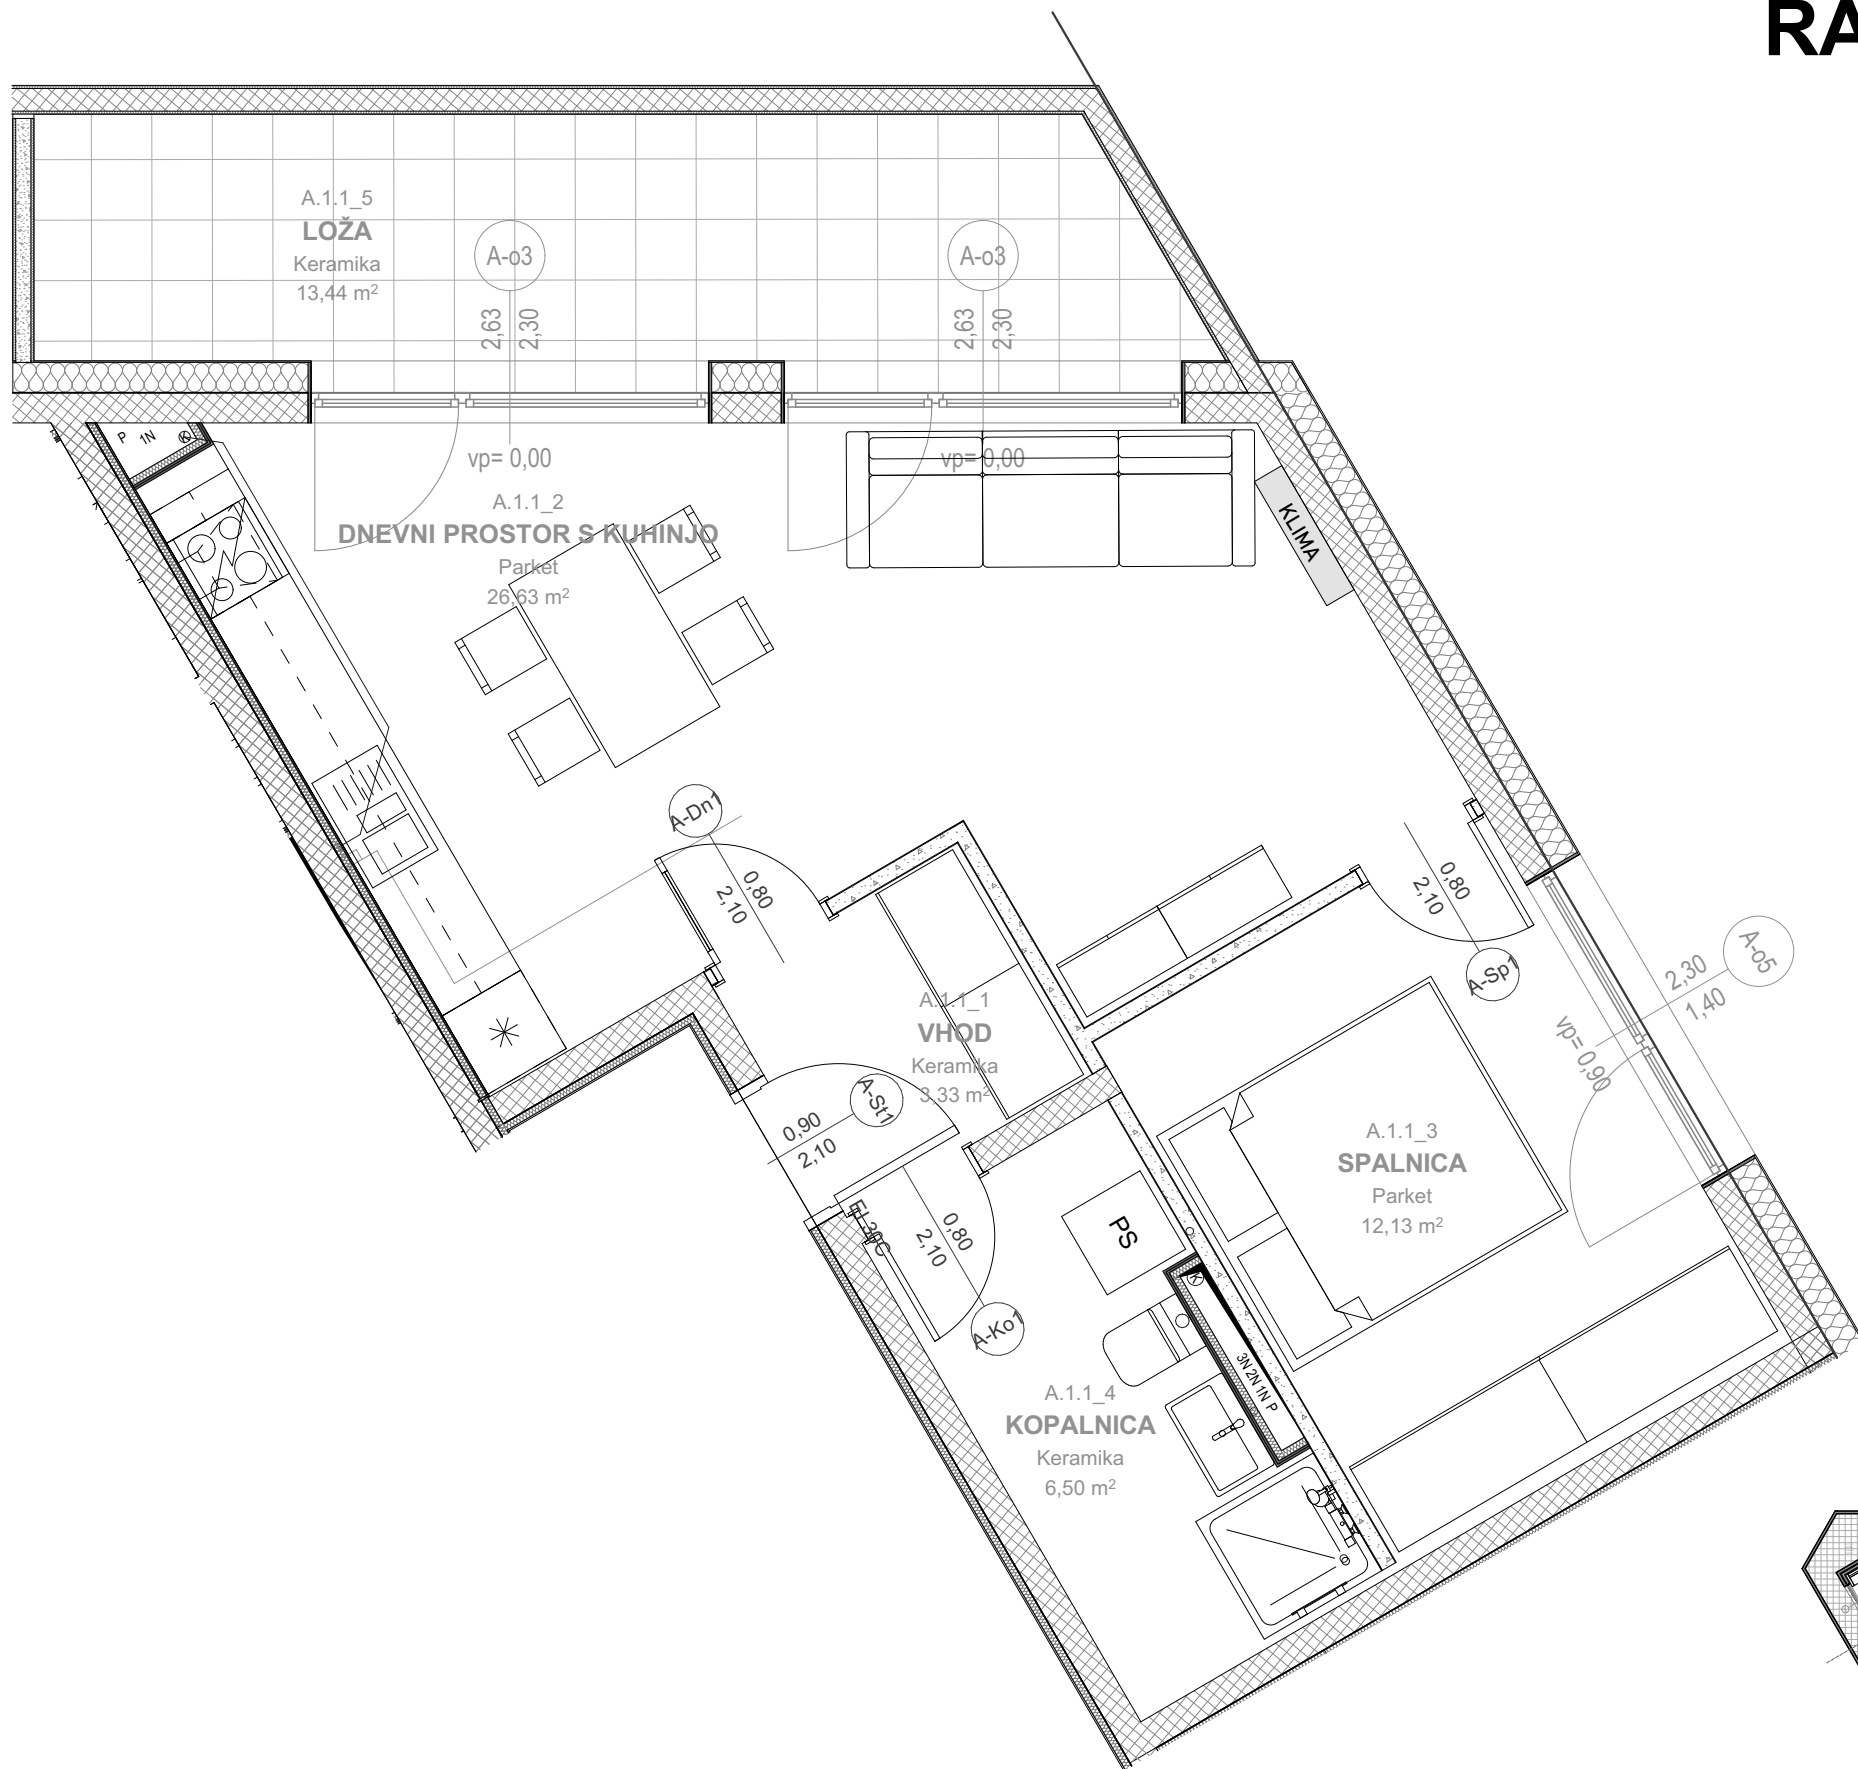 RA
A.1.1_5
LOŽA
Keramika
13,44 m²
A-o3
2,63
2,30
A-o3
2,63
2,30
P 1N K
vp= 0,00
vp= 0,00
A.1.1_2
DNEVNI PROSTOR S KUHINJO
Parket
26,63 m²
KLIMA
A-Dn1
0,80
2,10
0,80
2,10
A-Sp1
A-o5
2,30
1,40
vp= 0,90
A.1.1_1
VHOD
Keramika
3,33 m²
A-St1
0,90
2,10
EI 30C
0,80
2,10
A-Ko1
PS
A.1.1_3
SPALNICA
Parket
12,13 m²
K
3N 2N 1N P
A.1.1_4
KOPALNICA
Keramika
6,50 m²